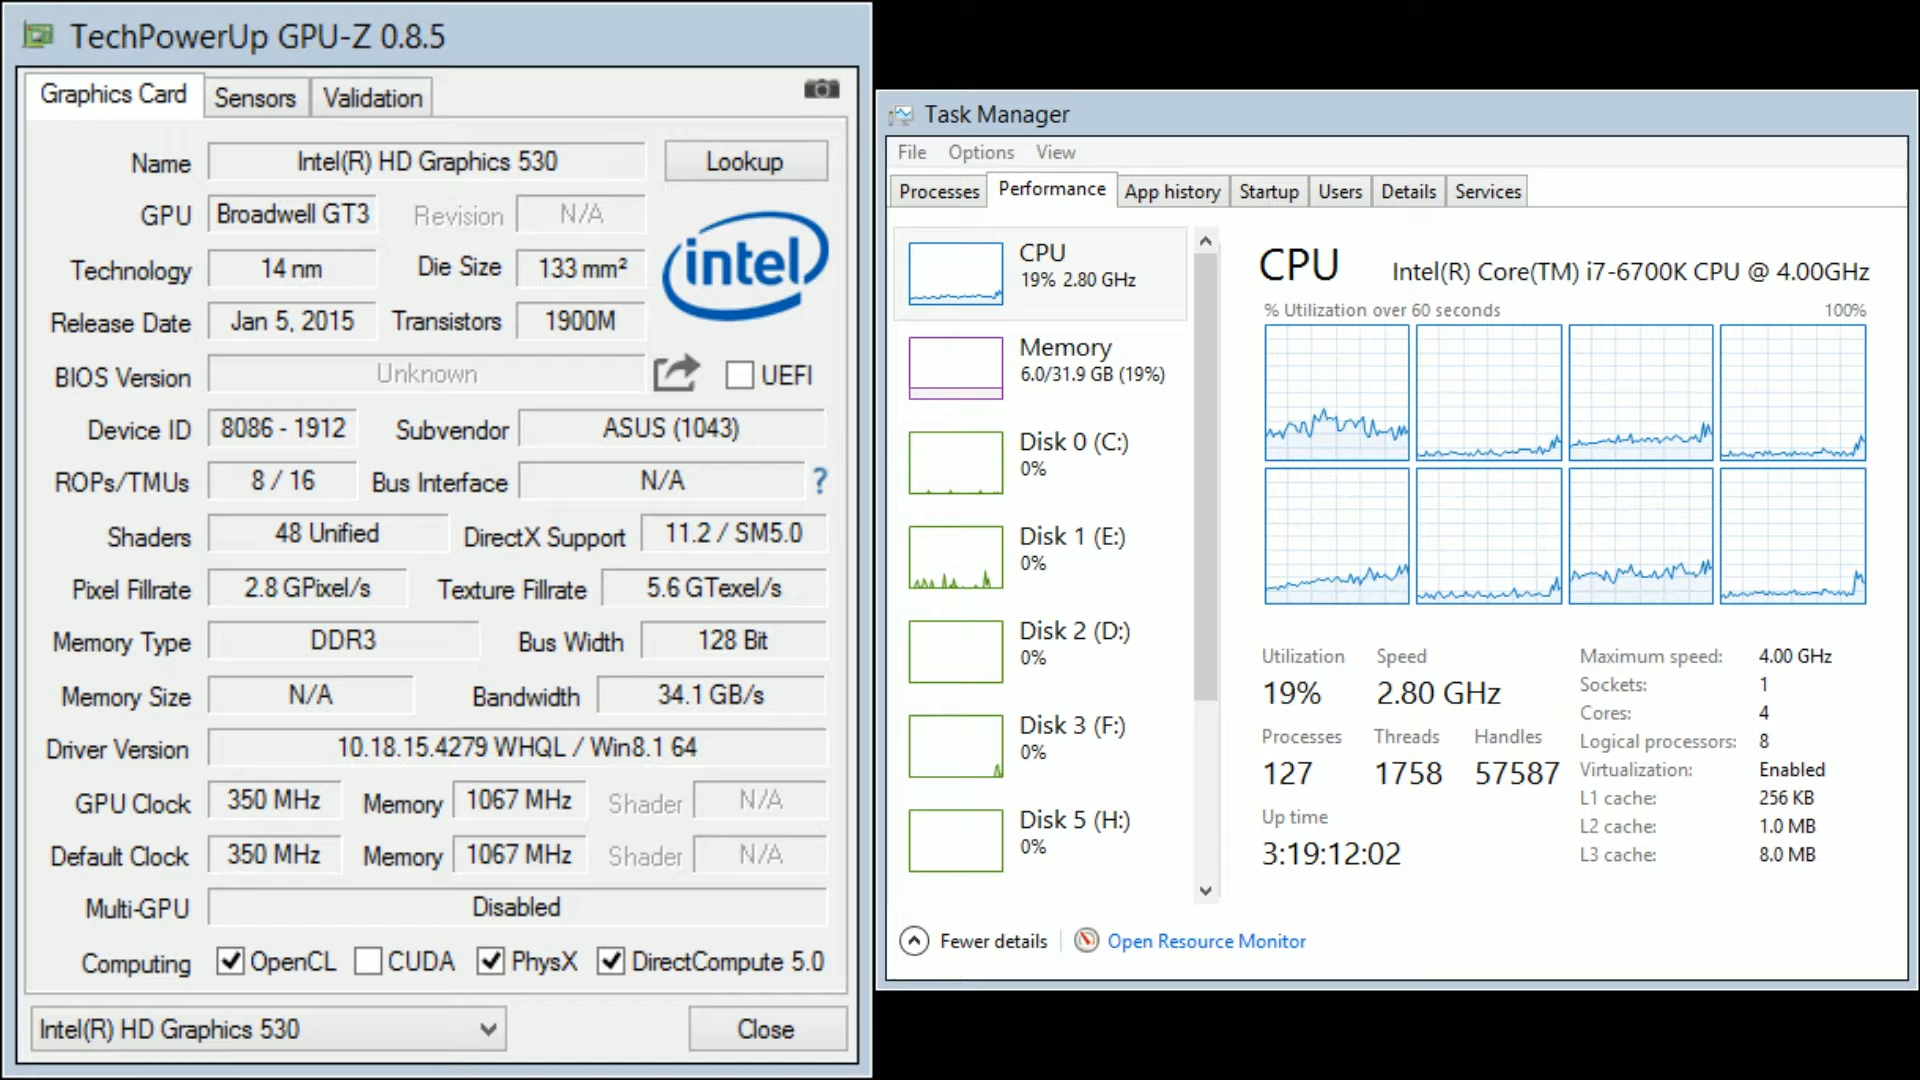 TechPowerUp GPU-Z 0.8.5
Graphics Card Sensors Validation
Name Intel(R) HD Graphics 530 Lookup
GPU Broadwell GT3 Revision N/A
intel
Technology 14 nm Die Size 133 mm²
Release Date Jan 5, 2015 Transistors 1900M
BIOS Version Unknown UEFI
Device ID 8086 - 1912 Subvendor ASUS (1043)
ROPs/TMUs 8 / 16 Bus Interface N/A ?
Shaders 48 Unified DirectX Support 11.2 / SM5.0
Pixel Fillrate 2.8 GPixel/s Texture Fillrate 5.6 GTexel/s
Memory Type DDR3 Bus Width 128 Bit
Memory Size N/A Bandwidth 34.1 GB/s
Driver Version 10.18.15.4279 WHQL / Win8.1 64
GPU Clock 350 MHz Memory 1067 MHz Shader N/A
Default Clock 350 MHz Memory 1067 MHz Shader N/A
Multi-GPU Disabled
Computing OpenCL CUDA PhysX DirectCompute 5.0
Intel(R) HD Graphics 530 Close
Task Manager
File Options View
Processes Performance App history Startup Users Details Services
CPU
19% 2.80 GHz
Memory
6.0/31.9 GB (19%)
Disk 0 (C:)
0%
Disk 1 (E:)
0%
Disk 2 (D:)
0%
Disk 3 (F:)
0%
Disk 5 (H:)
0%
CPU Intel(R) Core(TM) i7-6700K CPU @ 4.00GHz
% Utilization over 60 seconds 100%
Utilization Speed
19% 2.80 GHz
Processes Threads Handles
127 1758 57587
Up time
3:19:12:02
Maximum speed: 4.00 GHz
Sockets: 1
Cores: 4
Logical processors: 8
Virtualization: Enabled
L1 cache: 256 KB
L2 cache: 1.0 MB
L3 cache: 8.0 MB
Fewer details Open Resource Monitor